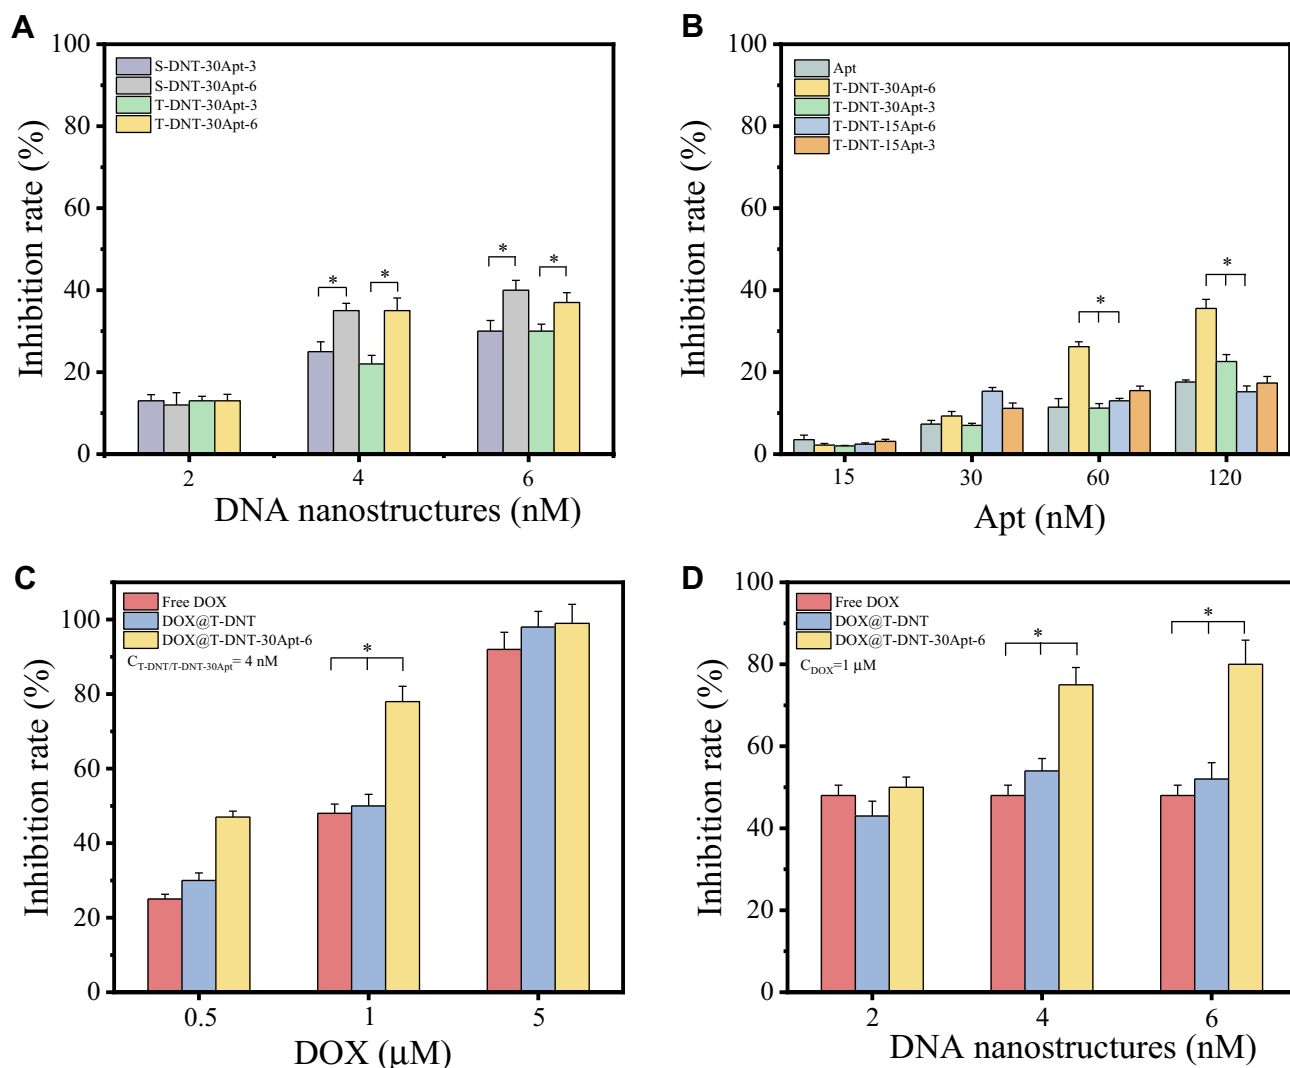 A
Inhibition rate (%)
100
80
60
40
20
0
S-DNT-30Apt-3
S-DNT-30Apt-6
T-DNT-30Apt-3
T-DNT-30Apt-6
* * * *
2 4 6
DNA nanostructures (nM)
B
Inhibition rate (%)
100
80
60
40
20
0
Apt
T-DNT-30Apt-6
T-DNT-30Apt-3
T-DNT-15Apt-6
T-DNT-15Apt-3
* *
15 30 60 120
Apt (nM)
C
Inhibition rate (%)
100
80
60
40
20
0
Free DOX
DOX@T-DNT
DOX@T-DNT-30Apt-6
C T-DNT/T-DNT-30Apt= 4 nM
*
0.5 1 5
DOX (μM)
D
Inhibition rate (%)
100
80
60
40
20
0
Free DOX
DOX@T-DNT
DOX@T-DNT-30Apt-6
C DOX=1 μM
* *
2 4 6
DNA nanostructures (nM)